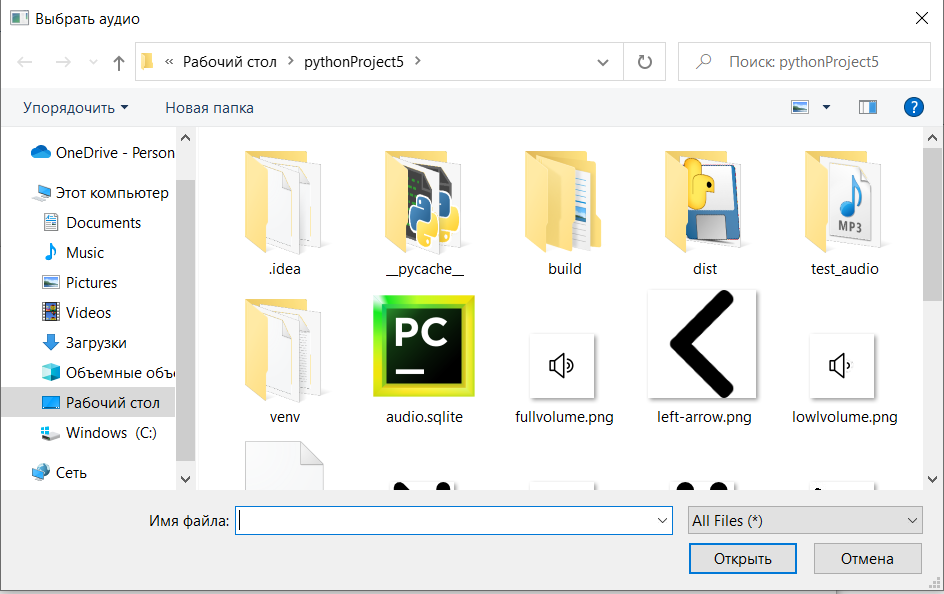 Выбрать аудио
« Рабочий стол > pythonProject5 >
Поиск: pythonProject5
Упорядочить
Новая папка
?
OneDrive - Person
Этот компьютер
Documents
Music
Pictures
Videos
Загрузки
Объемные объ
Рабочий стол
Windows (C:)
Сеть
.idea
__pycache__
build
dist
MP3
test_audio
venv
PC
audio.sqlite
fullvolume.png
left-arrow.png
lowlvolume.png
Имя файла:
All Files (*)
Открыть
Отмена